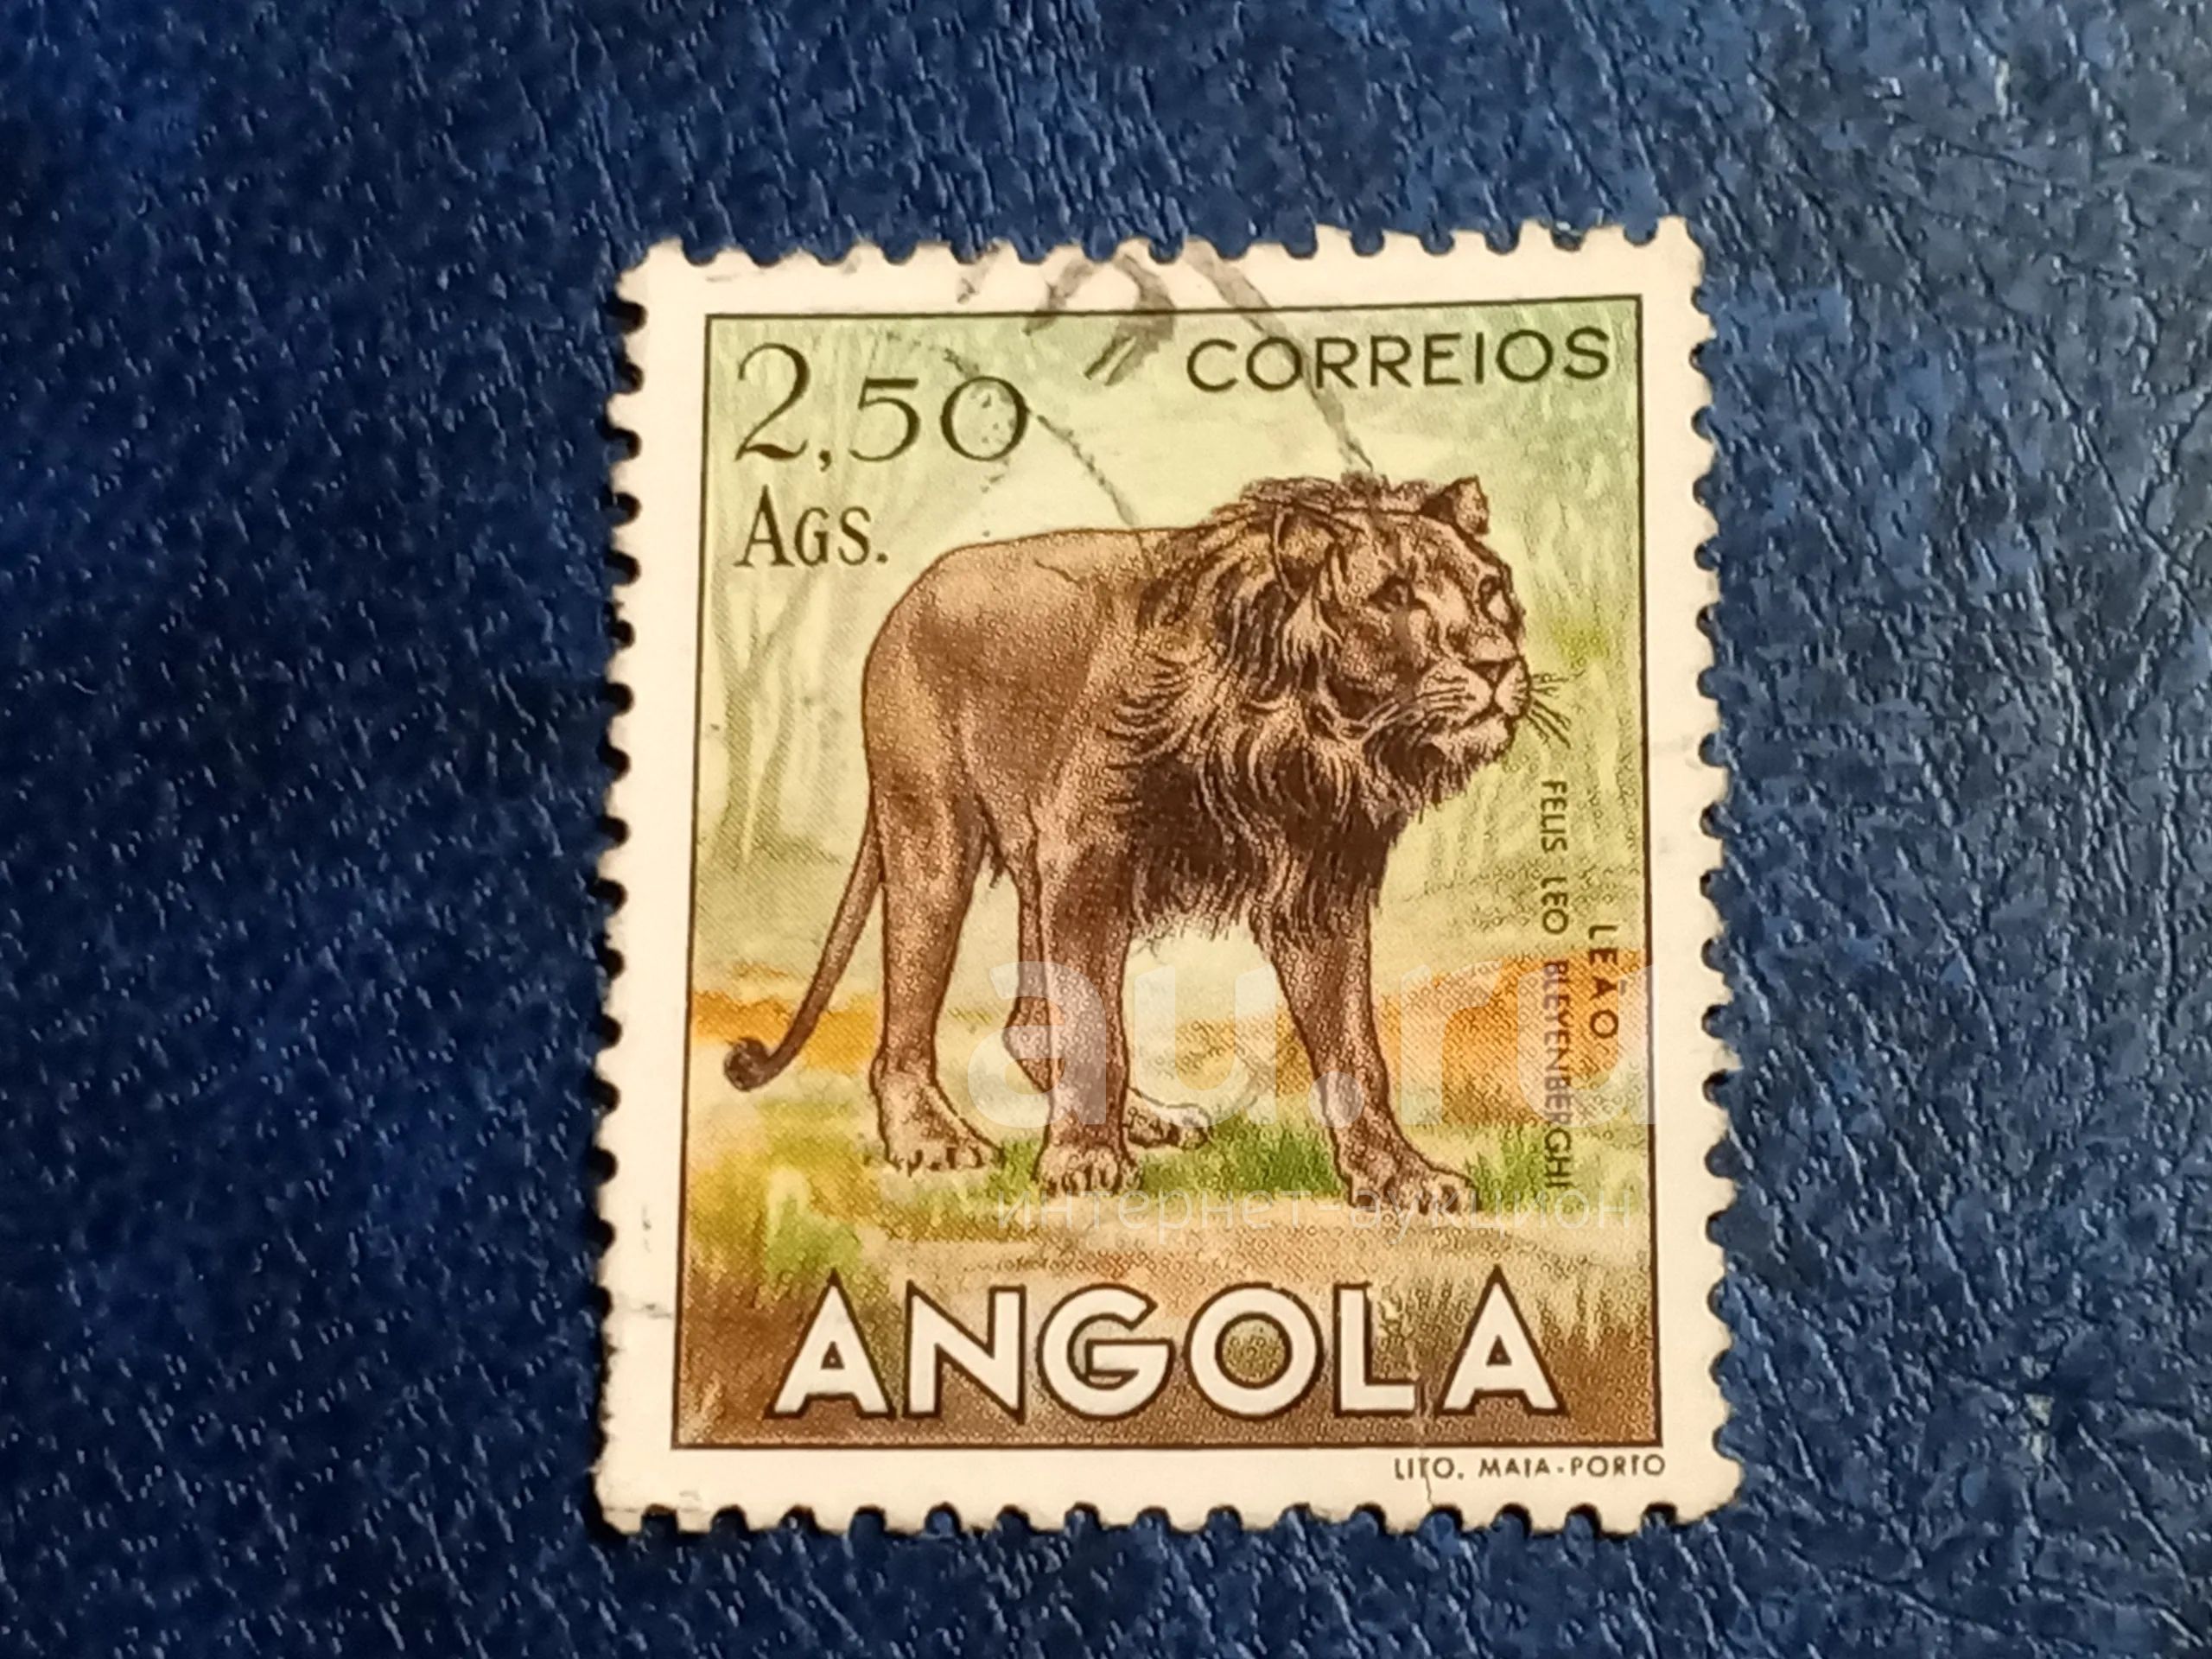 2,50
CORREIOS
AGS.
FELIS LEO BLEYENBERGHI
LEÃO
au.ru
интернет-аукцион
ANGOLA
LITO. MAIA-PORTO